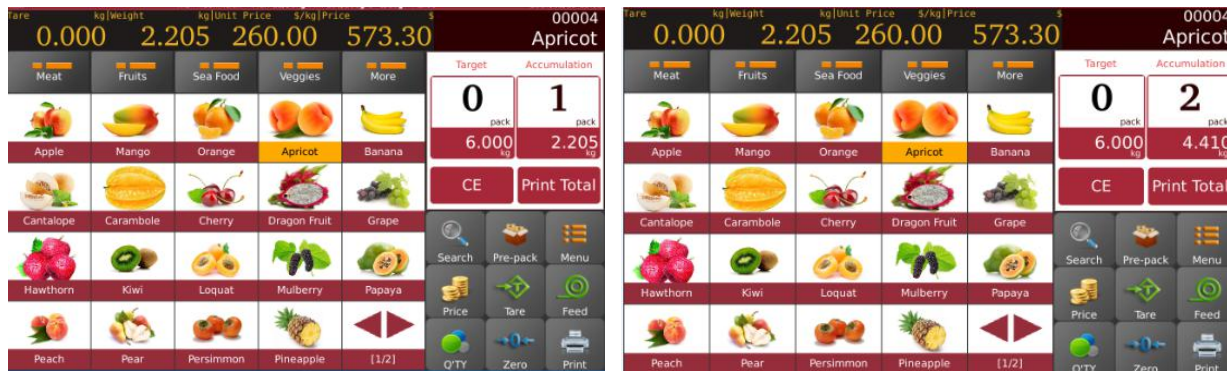 Tare kg|Weight kg|Unit Price $/kg|Price $
00004
0.000 2.205 260.00 573.30
Apricot
Meat Fruits Sea Food Veggies More
Target Accumulation
0 pack 1 pack
6.000 kg 2.205 kg
Apple Mango Orange Apricot Banana
CE Print Total
Cantalope Carambole Cherry Dragon Fruit Grape
Search Pre-pack Menu
Hawthorn Kiwi Loquat Mulberry Papaya
Price Tare Feed
Peach Pear Persimmon Pineapple [1/2]
Q'TY Zero Print
Tare kg|Weight kg|Unit Price $/kg|Price $
00004
0.000 2.205 260.00 573.30
Apricot
Meat Fruits Sea Food Veggies More
Target Accumulation
0 pack 2 pack
6.000 kg 4.410 kg
Apple Mango Orange Apricot Banana
CE Print Total
Cantalope Carambole Cherry Dragon Fruit Grape
Search Pre-pack Menu
Hawthorn Kiwi Loquat Mulberry Papaya
Price Tare Feed
Peach Pear Persimmon Pineapple [1/2]
Q'TY Zero Print